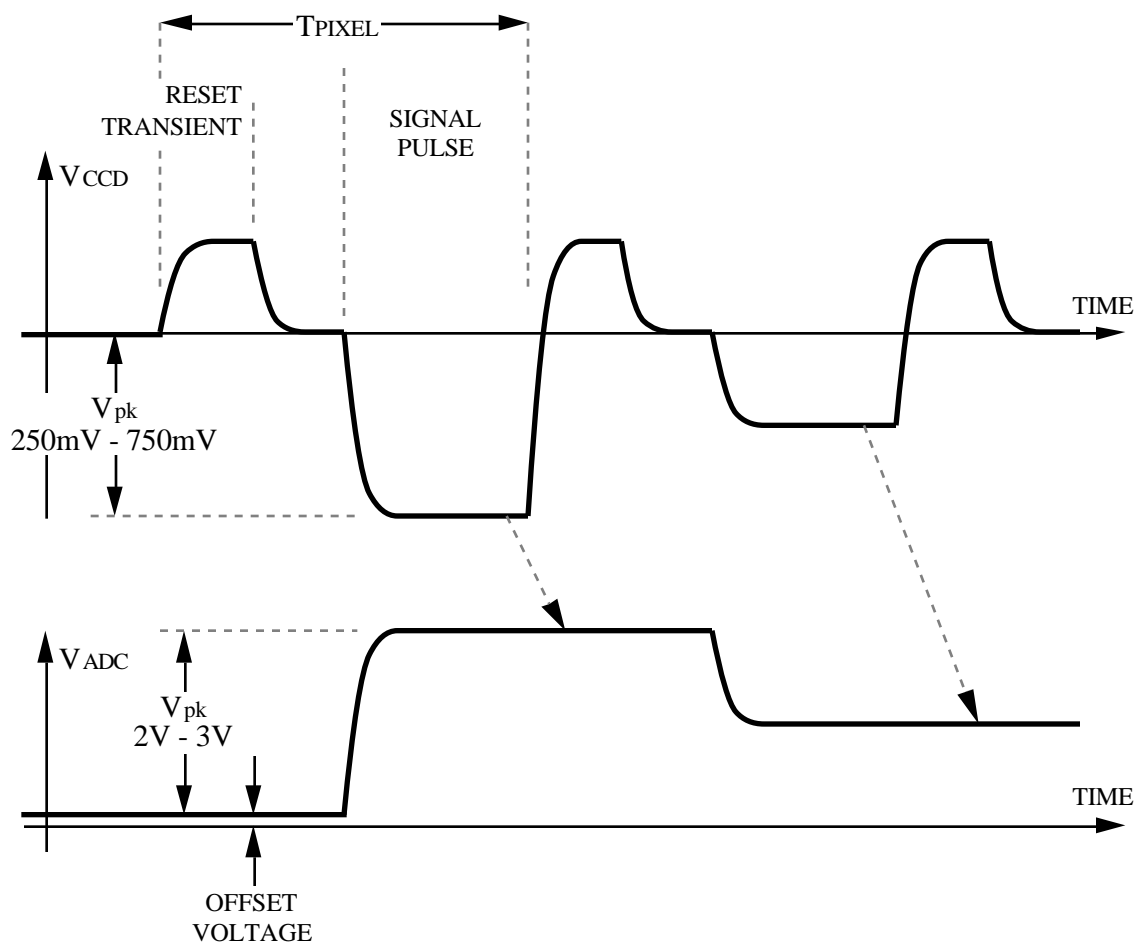 TPIXEL
RESET
TRANSIENT
SIGNAL
PULSE
VCCD
TIME
Vpk
250mV - 750mV
VADC
Vpk
2V - 3V
TIME
OFFSET
VOLTAGE